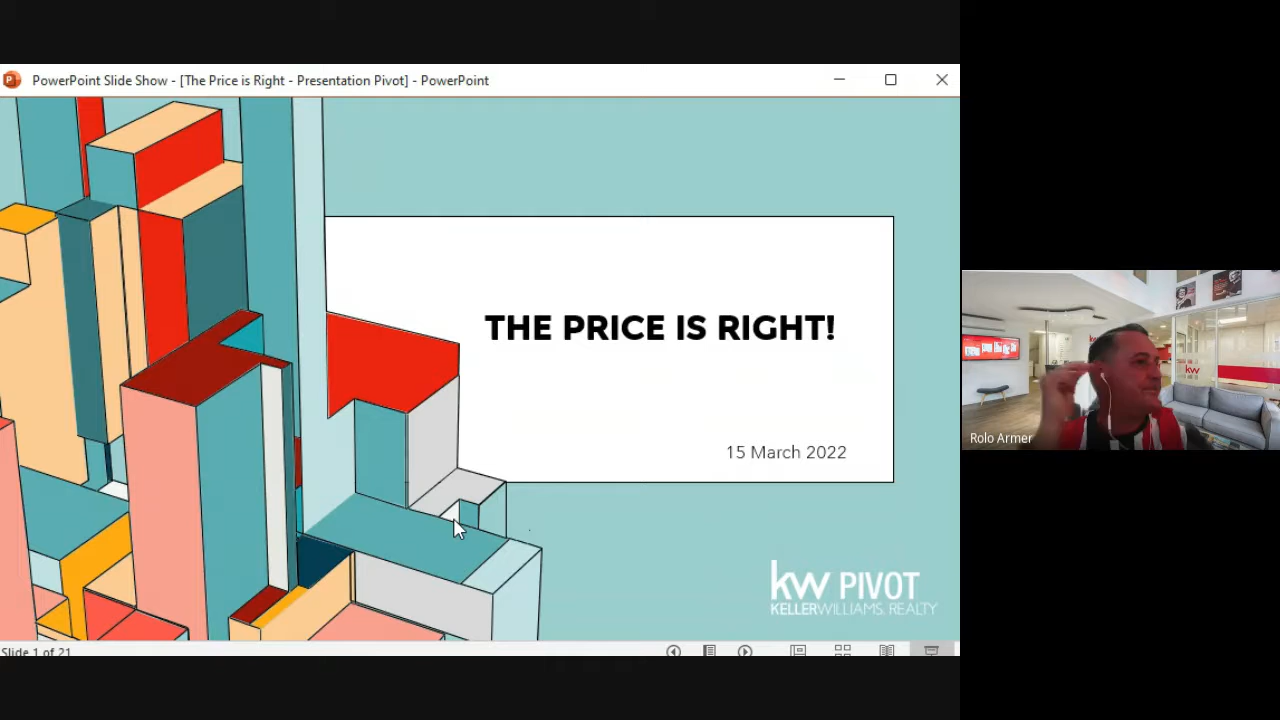 PowerPoint Slide Show - [The Price is Right - Presentation Pivot] - PowerPoint
THE PRICE IS RIGHT!
15 March 2022
kw PIVOT
KELLERWILLIAMS. REALTY
Slide 1 of 21
kw
Rolo Armer